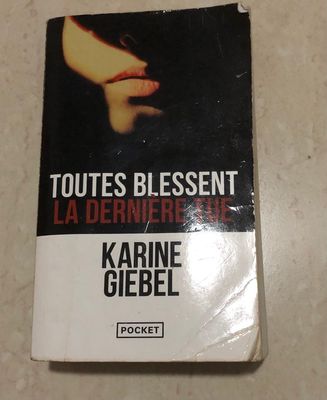 TOUTES BLESSENT
LA DERNIÈRE TUE
KARINE
GIEBEL
POCKET